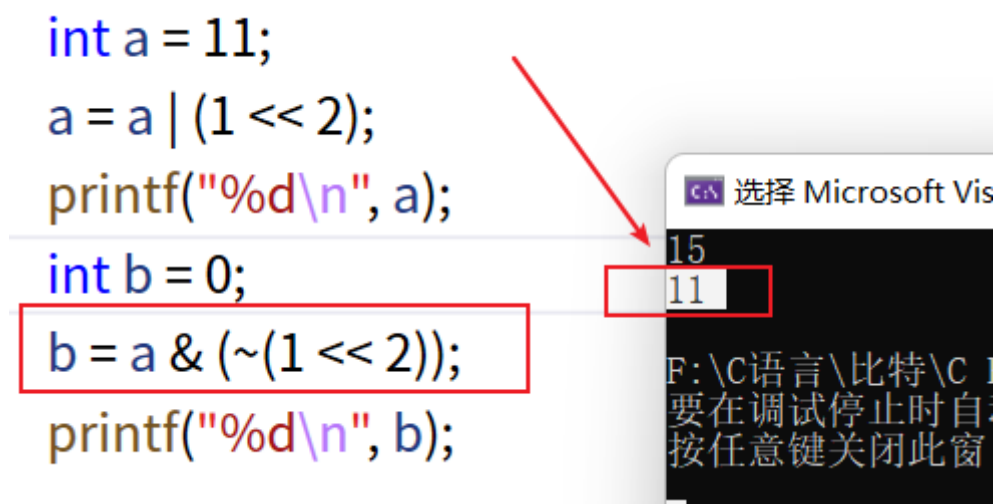 int a = 11;
a = a | (1 << 2);
printf("%d\n", a);
int b = 0;
b = a & (~(1 << 2));
printf("%d\n", b);
选择 Microsoft Vis
15
11
F:\C语言\比特\C
要在调试停止时自
按任意键关闭此窗